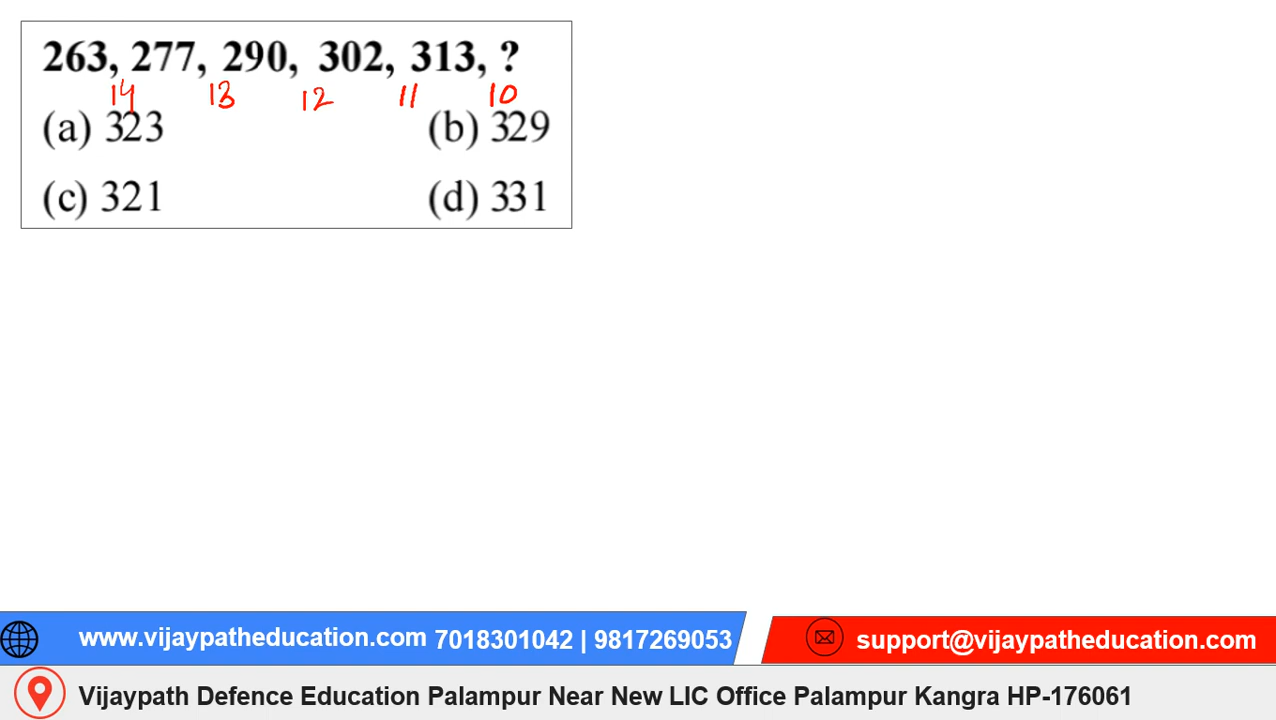 263, 277, 290, 302, 313, ?
14 13 12 11 10
(a) 323 (b) 329
(c) 321 (d) 331
www.vijaypatheducation.com 7018301042 | 9817269053 support@vijaypatheducation.com
Vijaypath Defence Education Palampur Near New LIC Office Palampur Kangra HP-176061